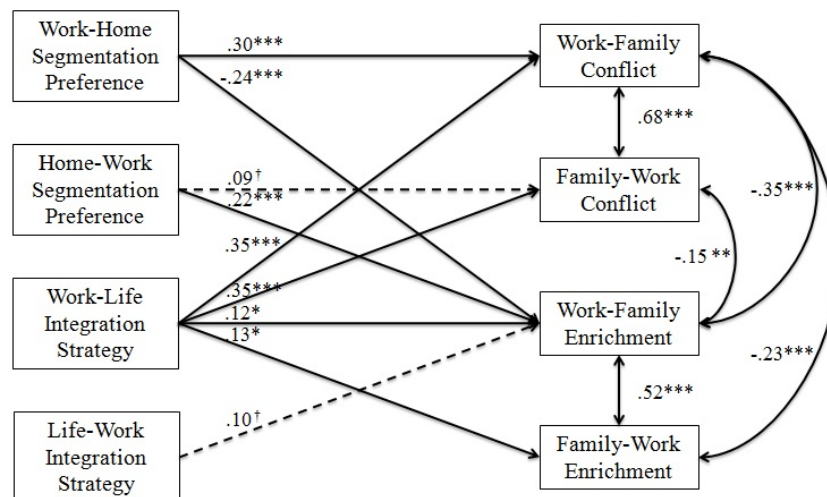 Work-Home
Segmentation
Preference
Home-Work
Segmentation
Preference
Work-Life
Integration
Strategy
Life-Work
Integration
Strategy
.30***
-.24***
.09†
.22***
.35***
.35***
.12*
.13*
.10†
Work-Family
Conflict
.68***
Family-Work
Conflict
-.35***
-.15 **
Work-Family
Enrichment
-.23***
.52***
Family-Work
Enrichment